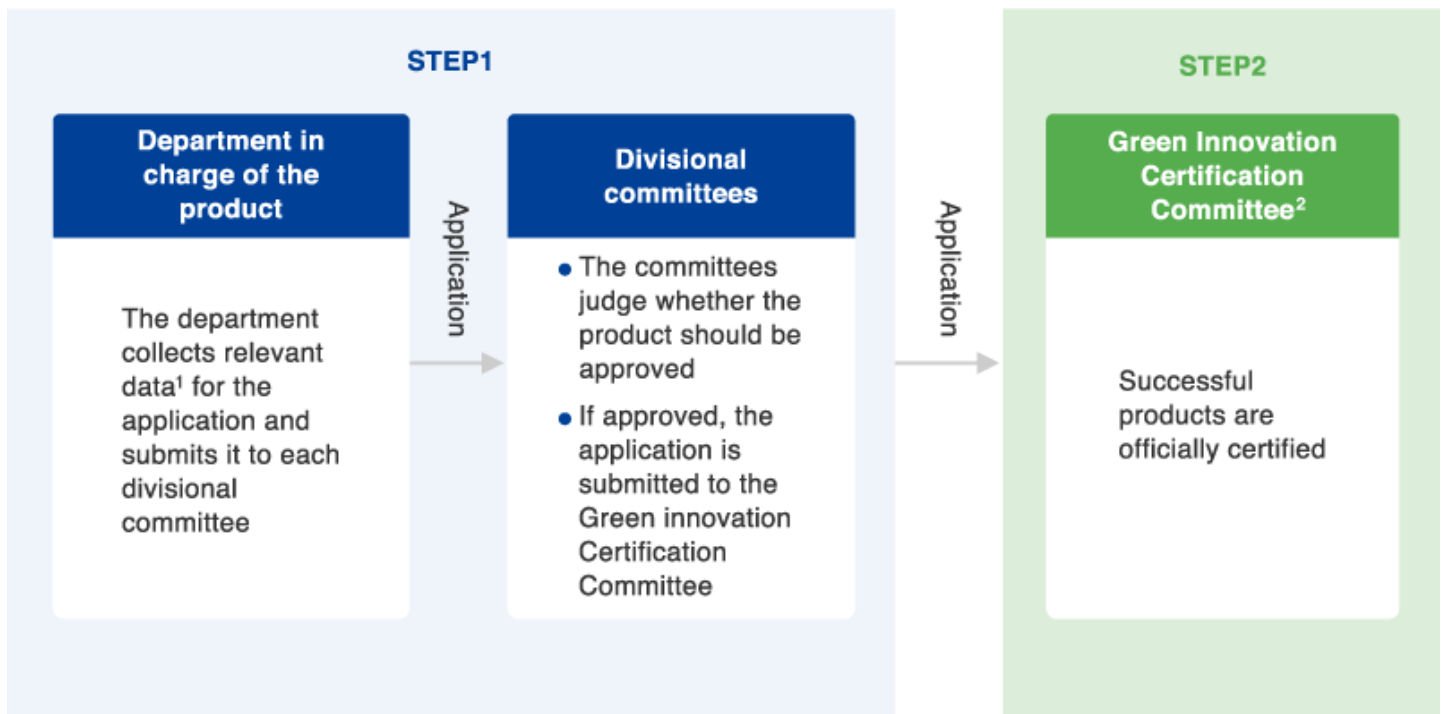 STEP1
Department in
charge of the
product
The department
collects relevant
data¹ for the
application and
submits it to each
divisional
committee
Application
Divisional
committees
● The committees
judge whether the
product should be
approved
● If approved, the
application is
submitted to the
Green innovation
Certification
Committee
Application
STEP2
Green Innovation
Certification
Committee²
Successful
products are
officially certified